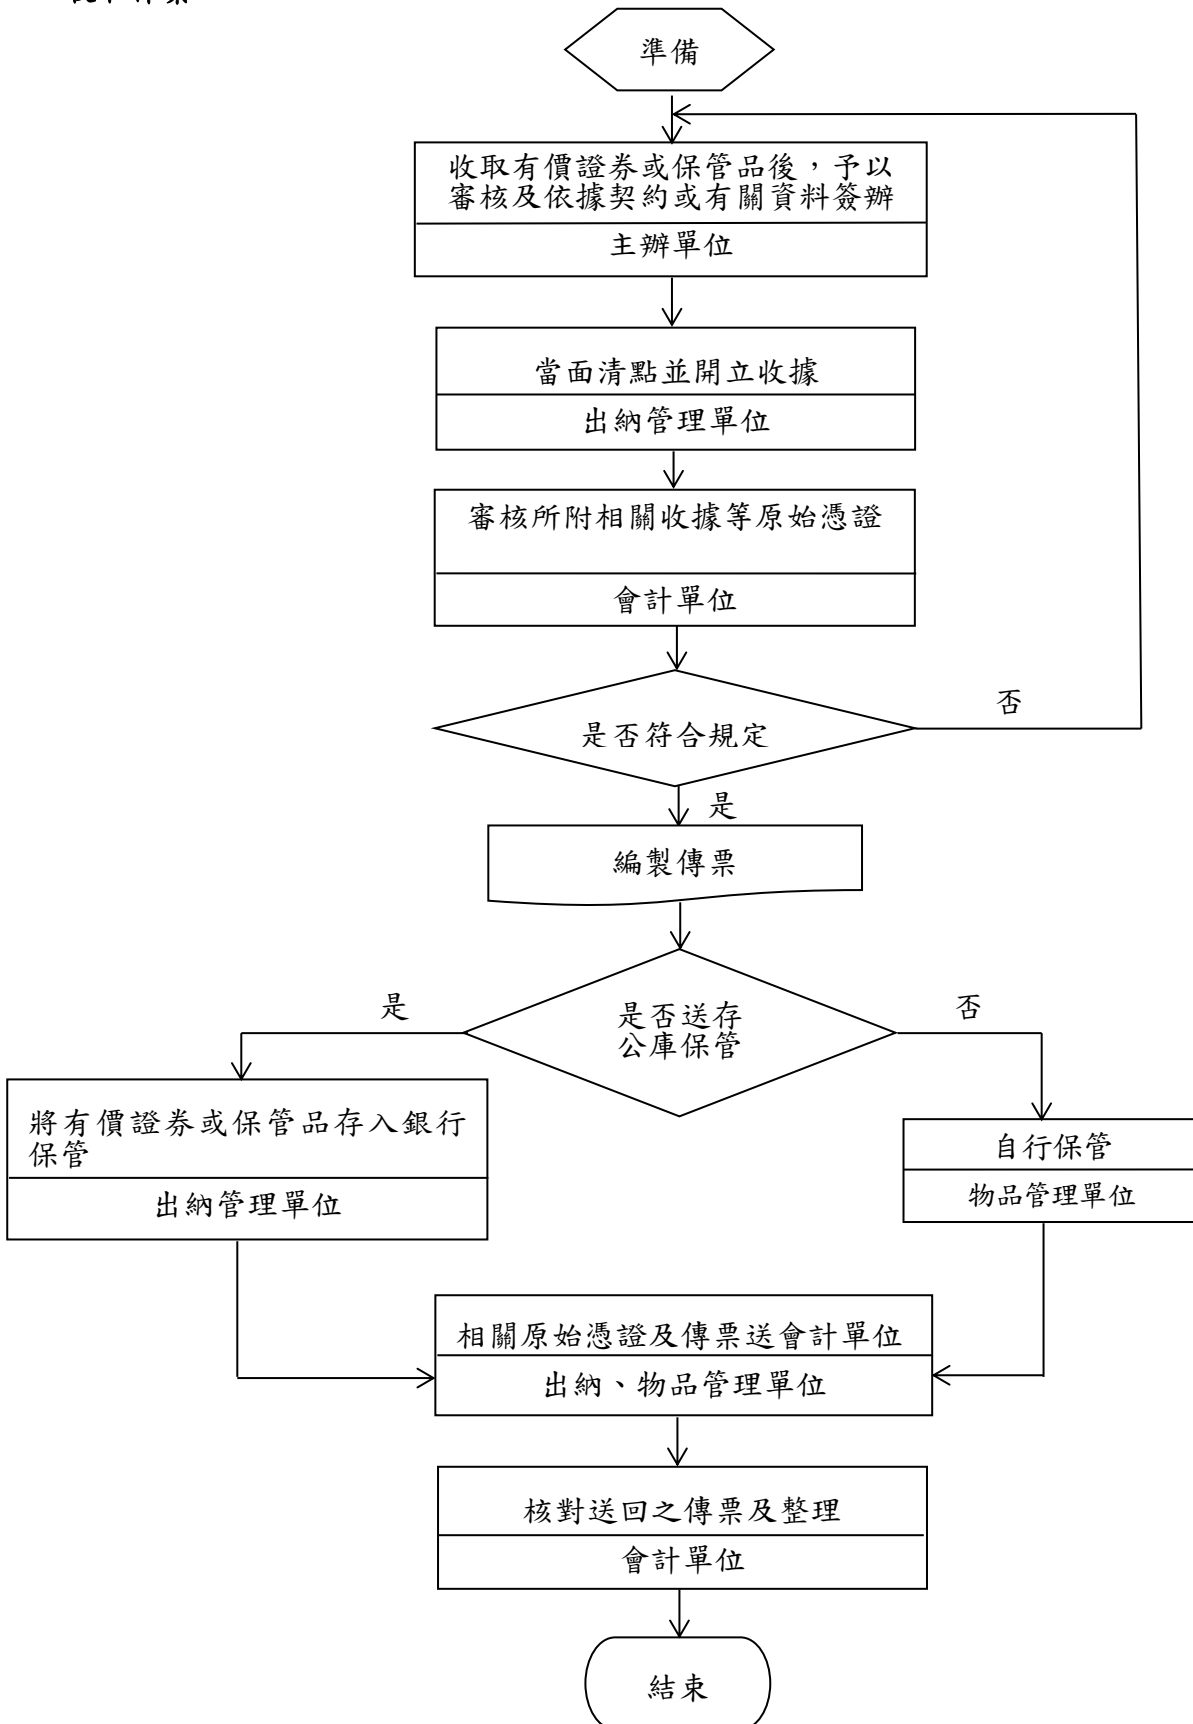 準備
收取有價證券或保管品後，予以
審核及依據契約或有關資料簽辦
主辦單位
當面清點並開立收據
出納管理單位
審核所附相關收據等原始憑證
會計單位
是否符合規定
否
是
編製傳票
是否送存
公庫保管
是
否
將有價證券或保管品存入銀行
保管
出納管理單位
自行保管
物品管理單位
相關原始憑證及傳票送會計單位
出納、物品管理單位
核對送回之傳票及整理
會計單位
結束